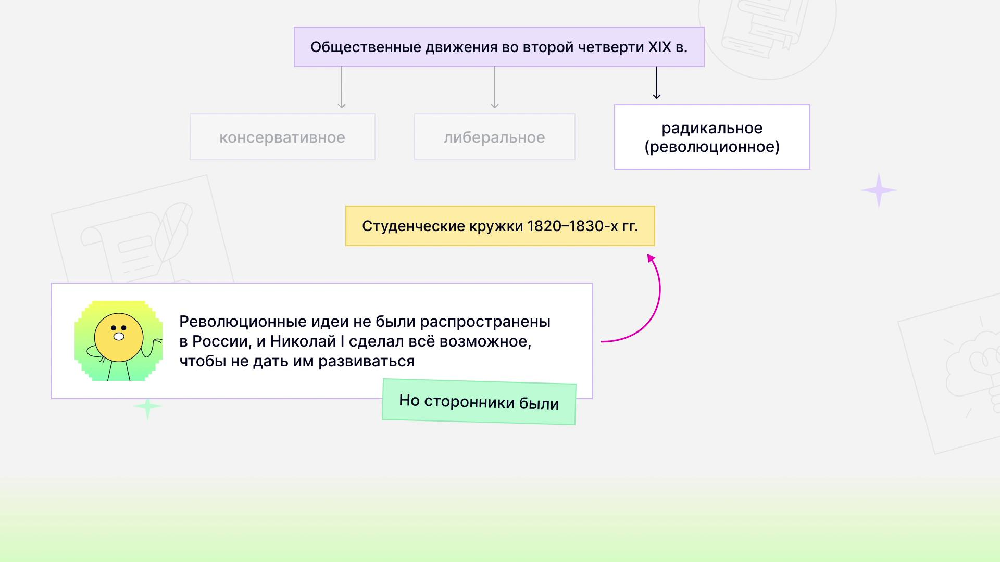 Общественные движения во второй четверти XIX в.
консервативное
либеральное
радикальное
(революционное)
Студенческие кружки 1820–1830-х гг.
Революционные идеи не были распространены
в России, и Николай I сделал всё возможное,
чтобы не дать им развиваться
Но сторонники были